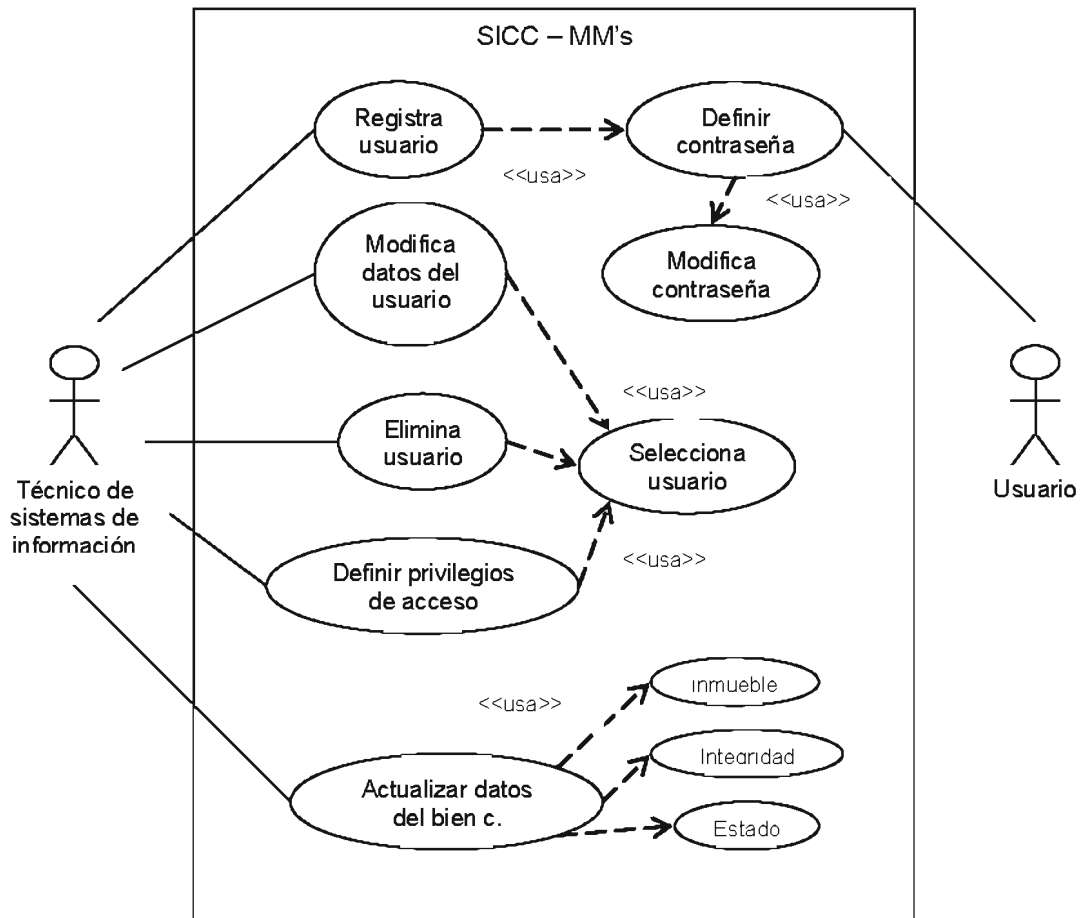 SICC – MM's
Registra
usuario
Definir
contraseña
<<usa>>
<<usa>>
Modifica
datos del
usuario
Modifica
contraseña
<<usa>>
Elimina
usuario
Selecciona
usuario
Técnico de
sistemas de
información
Usuario
<<usa>>
Definir privilegios
de acceso
inmueble
<<usa>>
Integridad
Actualizar datos
del bien c.
Estado